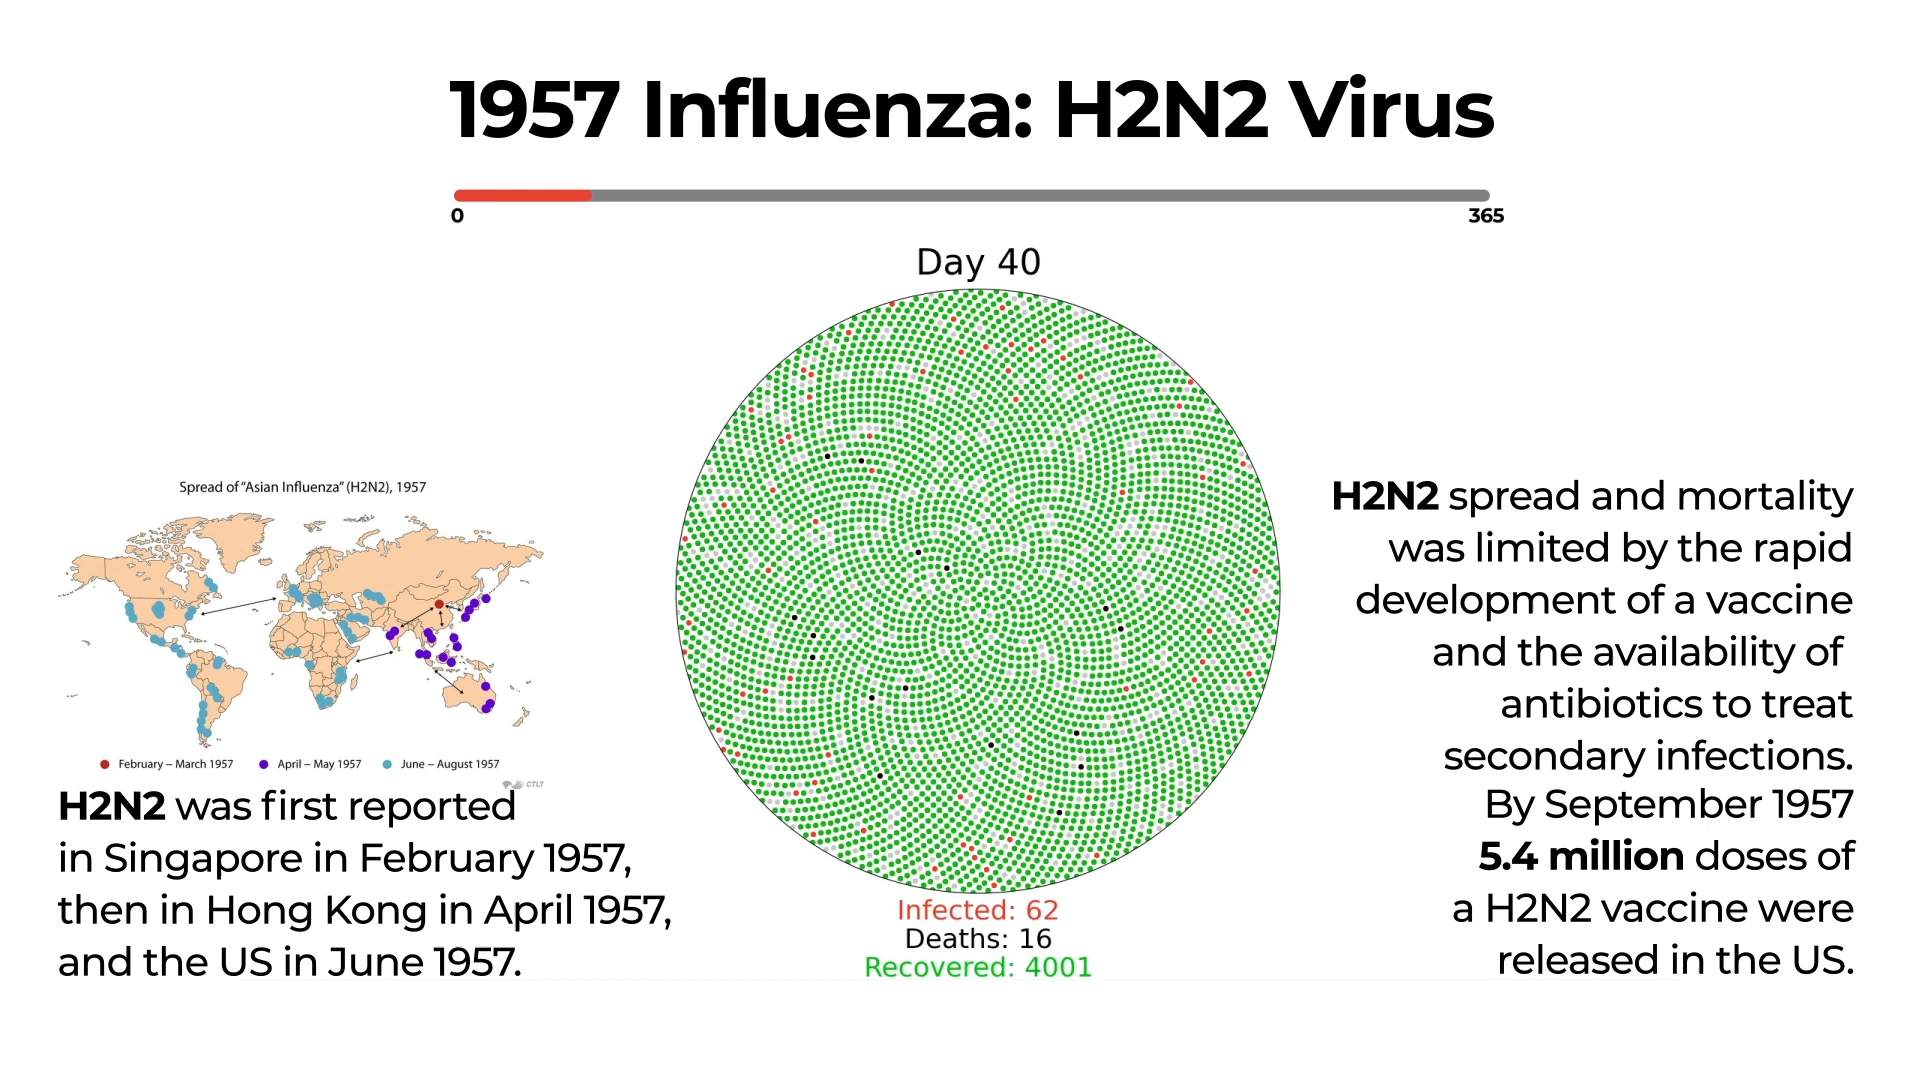 1957 Influenza: H2N2 Virus
0
365
Day 40
Spread of "Asian Influenza" (H2N2), 1957
February – March 1957
April – May 1957
June – August 1957
CTLT
H2N2 was first reported
in Singapore in February 1957,
then in Hong Kong in April 1957,
and the US in June 1957.
Infected: 62
Deaths: 16
Recovered: 4001
H2N2 spread and mortality
was limited by the rapid
development of a vaccine
and the availability of
antibiotics to treat
secondary infections.
By September 1957
5.4 million doses of
a H2N2 vaccine were
released in the US.